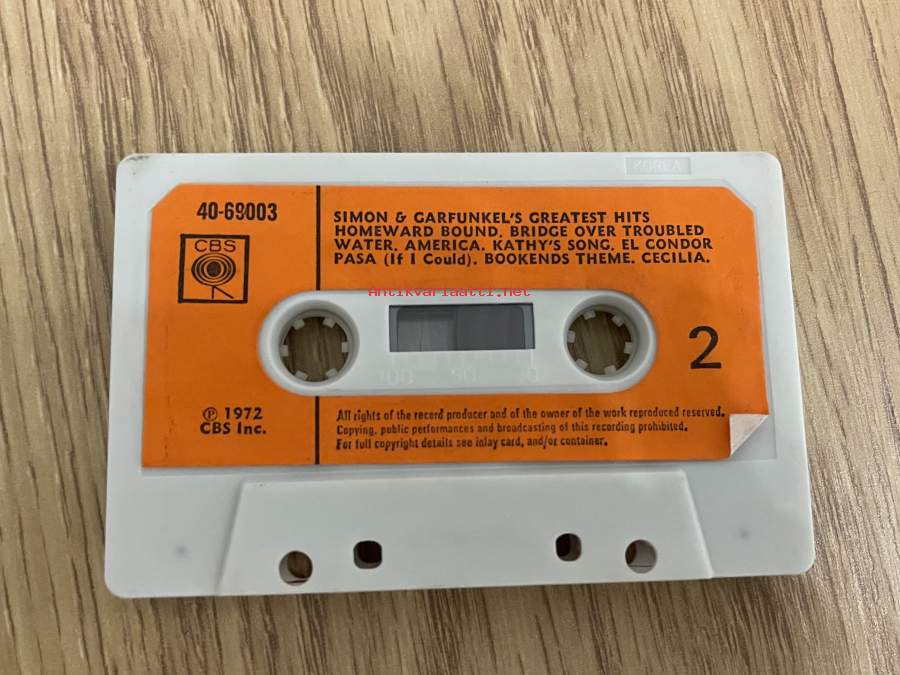 KOREA
40-69003
CBS
SIMON & GARFUNKEL'S GREATEST HITS
HOMEWARD BOUND. BRIDGE OVER TROUBLED
WATER. AMERICA. KATHY'S SONG. EL CONDOR
PASA (If I Could). BOOKENDS THEME. CECILIA.
Antikvariaatti.net
2
100 50 0
℗ 1972
CBS Inc.
All rights of the record producer and of the owner of the work reproduced reserved.
Copying, public performances and broadcasting of this recording prohibited.
For full copyright details see inlay card, and/or container.